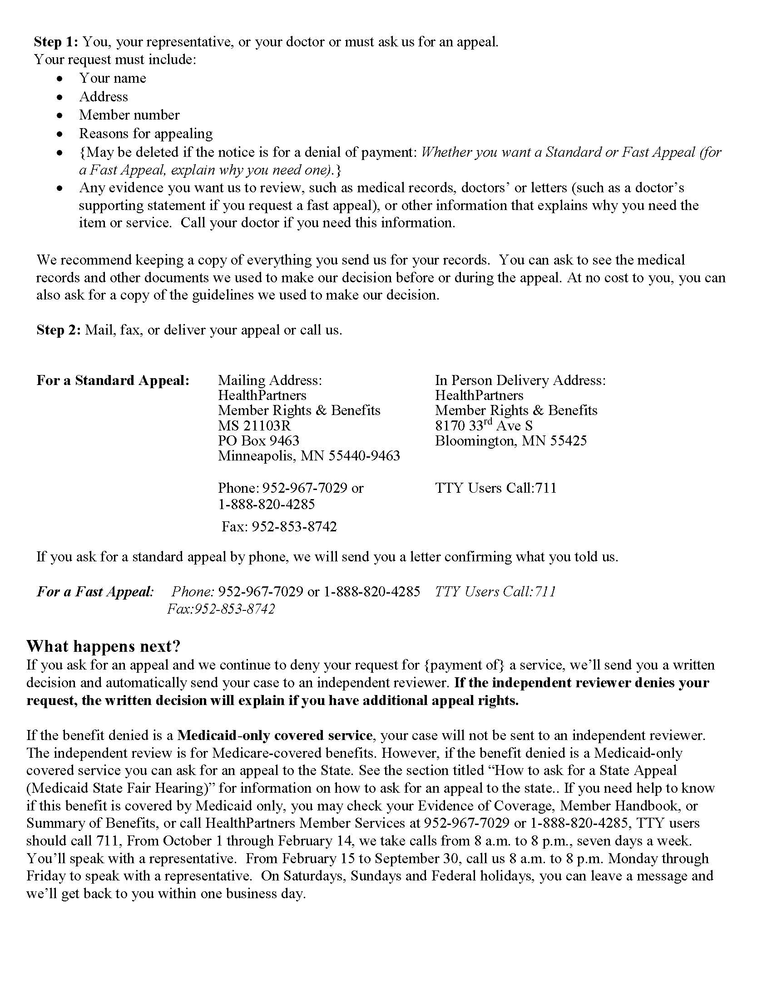 Step 1: You, your representative, or your doctor or must ask us for an appeal.
Your request must include:
• Your name
• Address
• Member number
• Reasons for appealing
• {May be deleted if the notice is for a denial of payment: Whether you want a Standard or Fast Appeal (for
a Fast Appeal, explain why you need one).}
• Any evidence you want us to review, such as medical records, doctors’ or letters (such as a doctor’s
supporting statement if you request a fast appeal), or other information that explains why you need the
item or service.  Call your doctor if you need this information.
We recommend keeping a copy of everything you send us for your records.  You can ask to see the medical
records and other documents we used to make our decision before or during the appeal. At no cost to you, you can
also ask for a copy of the guidelines we used to make our decision.
Step 2: Mail, fax, or deliver your appeal or call us.
For a Standard Appeal: Mailing Address: In Person Delivery Address:
HealthPartners HealthPartners
Member Rights & Benefits Member Rights & Benefits
MS 21103R 8170 33rd Ave S
PO Box 9463 Bloomington, MN 55425
Minneapolis, MN 55440-9463
Phone: 952-967-7029 or TTY Users Call:711
1-888-820-4285
Fax: 952-853-8742
If you ask for a standard appeal by phone, we will send you a letter confirming what you told us.
For a Fast Appeal: Phone: 952-967-7029 or 1-888-820-4285 TTY Users Call:711
Fax:952-853-8742
What happens next?
If you ask for an appeal and we continue to deny your request for {payment of} a service, we’ll send you a written
decision and automatically send your case to an independent reviewer. If the independent reviewer denies your
request, the written decision will explain if you have additional appeal rights.
If the benefit denied is a Medicaid-only covered service, your case will not be sent to an independent reviewer.
The independent review is for Medicare-covered benefits. However, if the benefit denied is a Medicaid-only
covered service you can ask for an appeal to the State. See the section titled “How to ask for a State Appeal
(Medicaid State Fair Hearing)” for information on how to ask for an appeal to the state.. If you need help to know
if this benefit is covered by Medicaid only, you may check your Evidence of Coverage, Member Handbook, or
Summary of Benefits, or call HealthPartners Member Services at 952-967-7029 or 1-888-820-4285, TTY users
should call 711, From October 1 through February 14, we take calls from 8 a.m. to 8 p.m., seven days a week.
You’ll speak with a representative.  From February 15 to September 30, call us 8 a.m. to 8 p.m. Monday through
Friday to speak with a representative.  On Saturdays, Sundays and Federal holidays, you can leave a message and
we’ll get back to you within one business day.